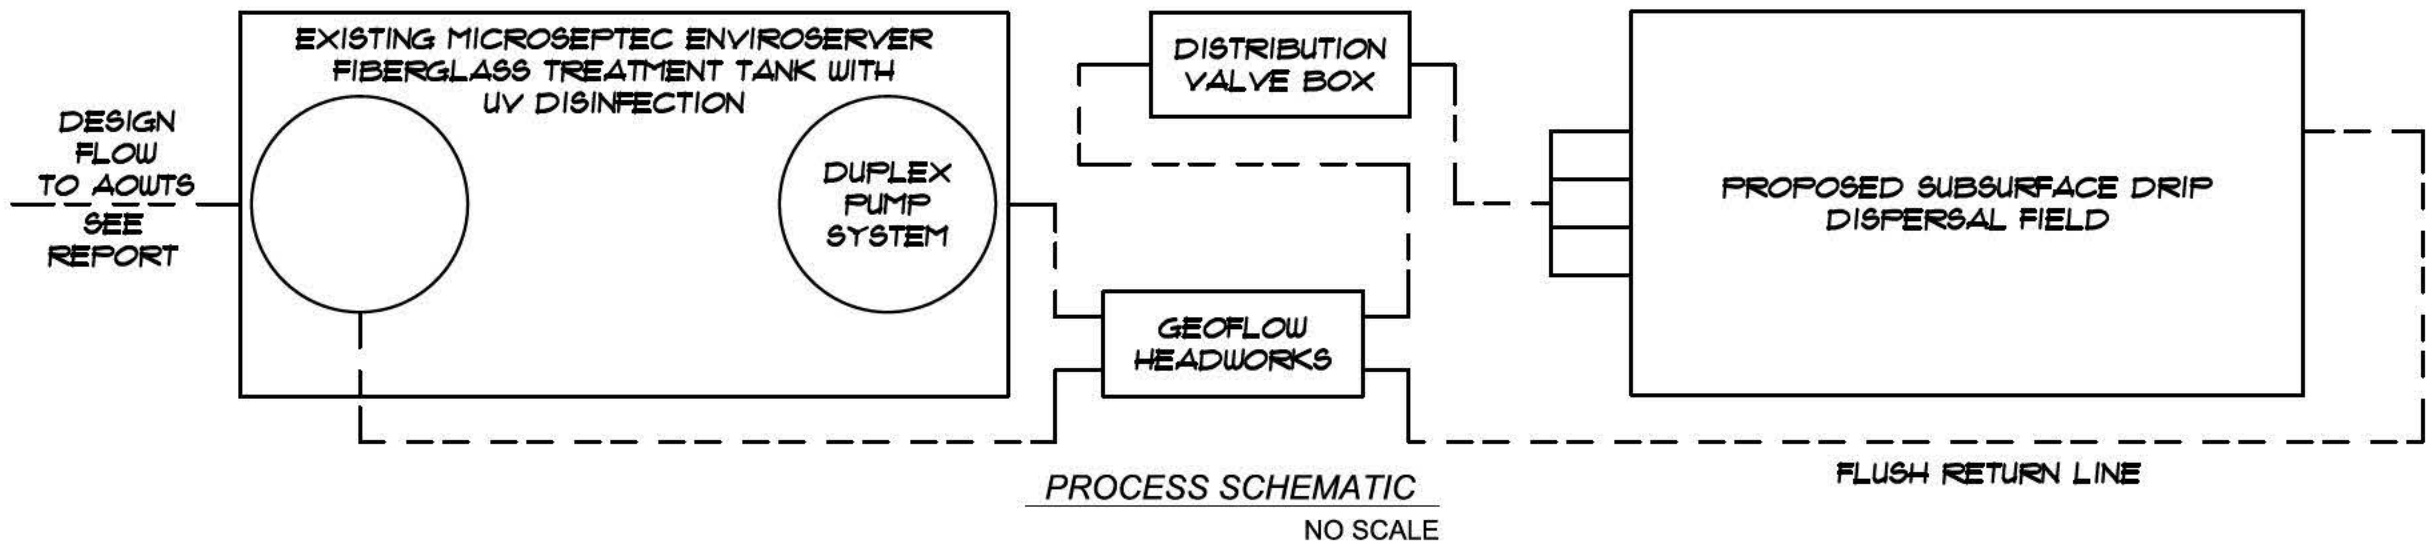 DESIGN
FLOW
TO AOWTS
SEE
REPORT
EXISTING MICROSEPTEC ENVIROSERVER
FIBERGLASS TREATMENT TANK WITH
UV DISINFECTION
DUPLEX
PUMP
SYSTEM
DISTRIBUTION
VALVE BOX
GEOFLOW
HEADWORKS
PROPOSED SUBSURFACE DRIP
DISPERSAL FIELD
FLUSH RETURN LINE
PROCESS SCHEMATIC
NO SCALE